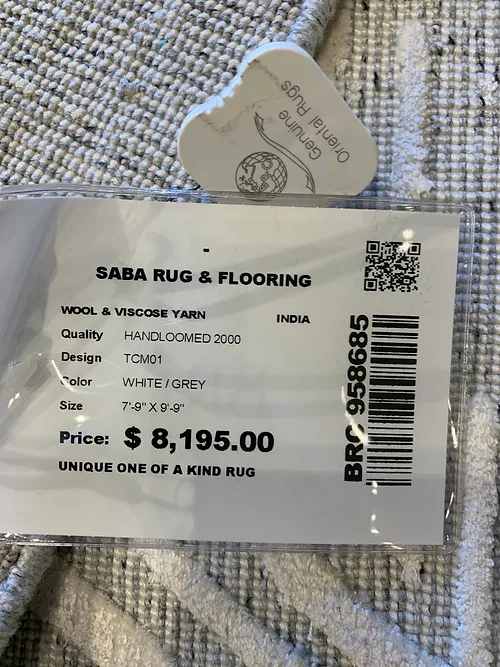 Genuine
Oriental Rugs
-
SABA RUG & FLOORING
WOOL & VISCOSE YARN INDIA
Quality HANDLOOMED 2000
Design TCM01
Color WHITE / GREY
Size 7'-9" X 9'-9"
Price: $ 8,195.00
UNIQUE ONE OF A KIND RUG
BRC 958685